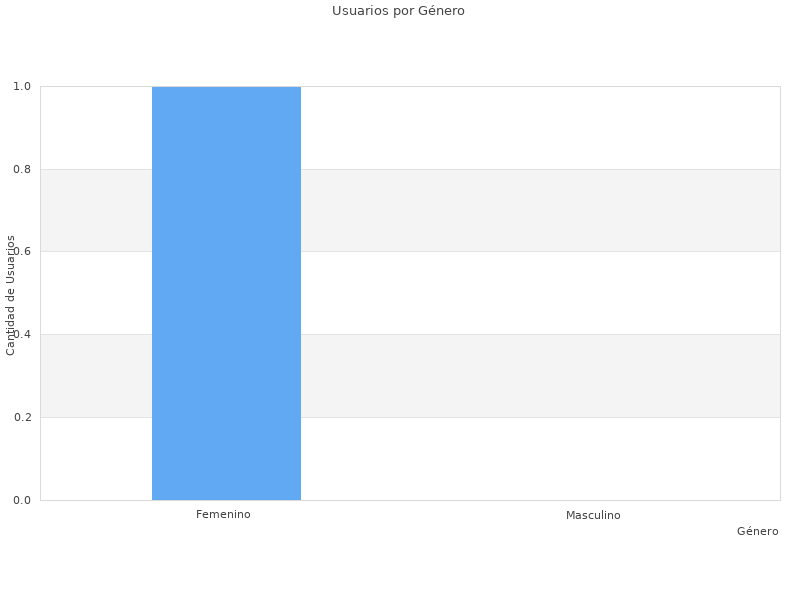 Usuarios por Género
1.0
0.8
0.6
0.4
0.2
0.0
Cantidad de Usuarios
Femenino
Masculino
Género